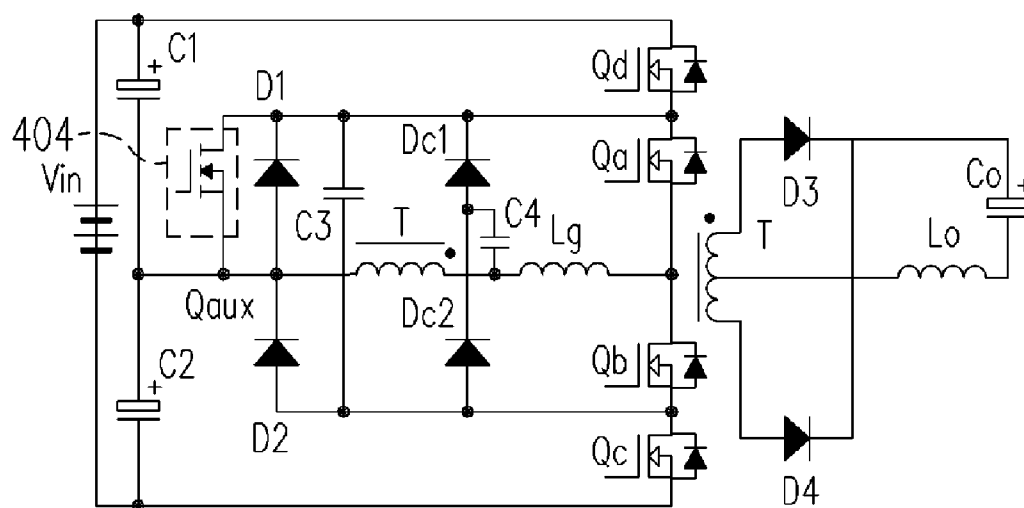 C1
Qd
D1
404
Dc1
Qa
Vin
D3
Co
C3
T
C4
Lg
T
Lo
Qaux
Dc2
C2
Qb
D2
Qc
D4